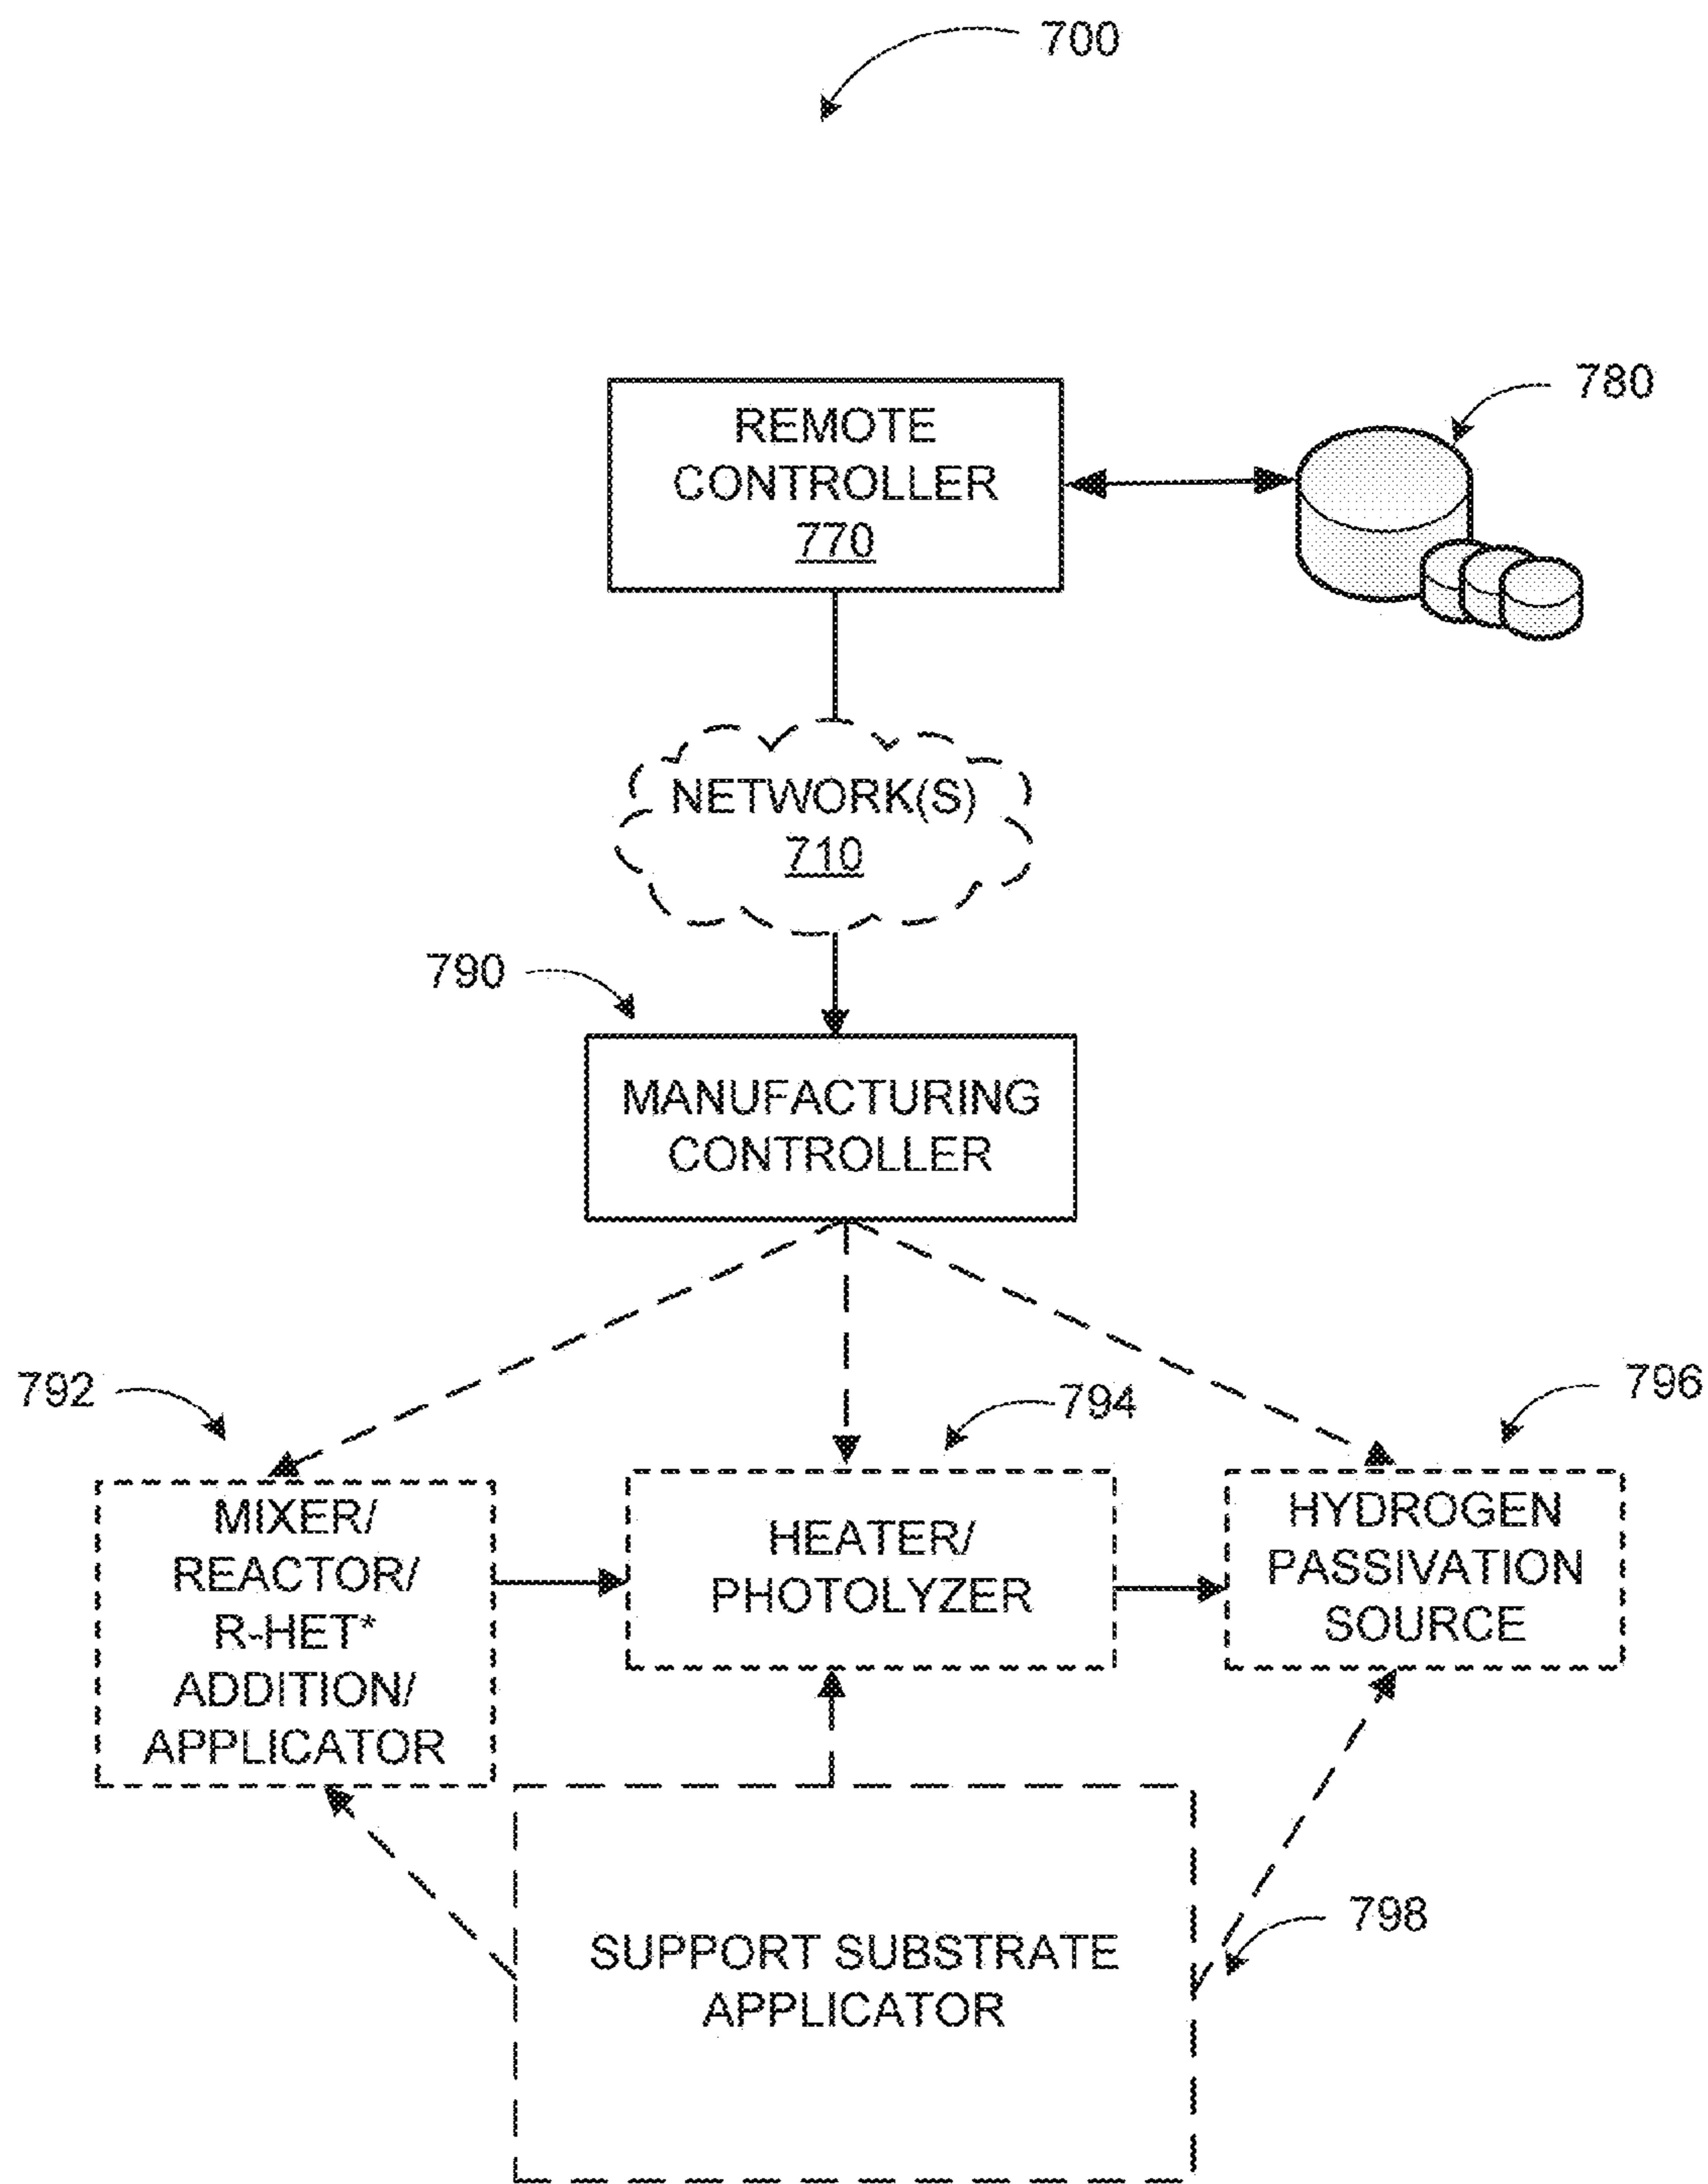 700
780
REMOTE
CONTROLLER
770
NETWORK(S)
710
790
MANUFACTURING
CONTROLLER
792
794
796
MIXER/
REACTOR/
R-HET*
ADDITION/
APPLICATOR
HEATER/
PHOTOLYZER
HYDROGEN
PASSIVATION
SOURCE
798
SUPPORT SUBSTRATE
APPLICATOR